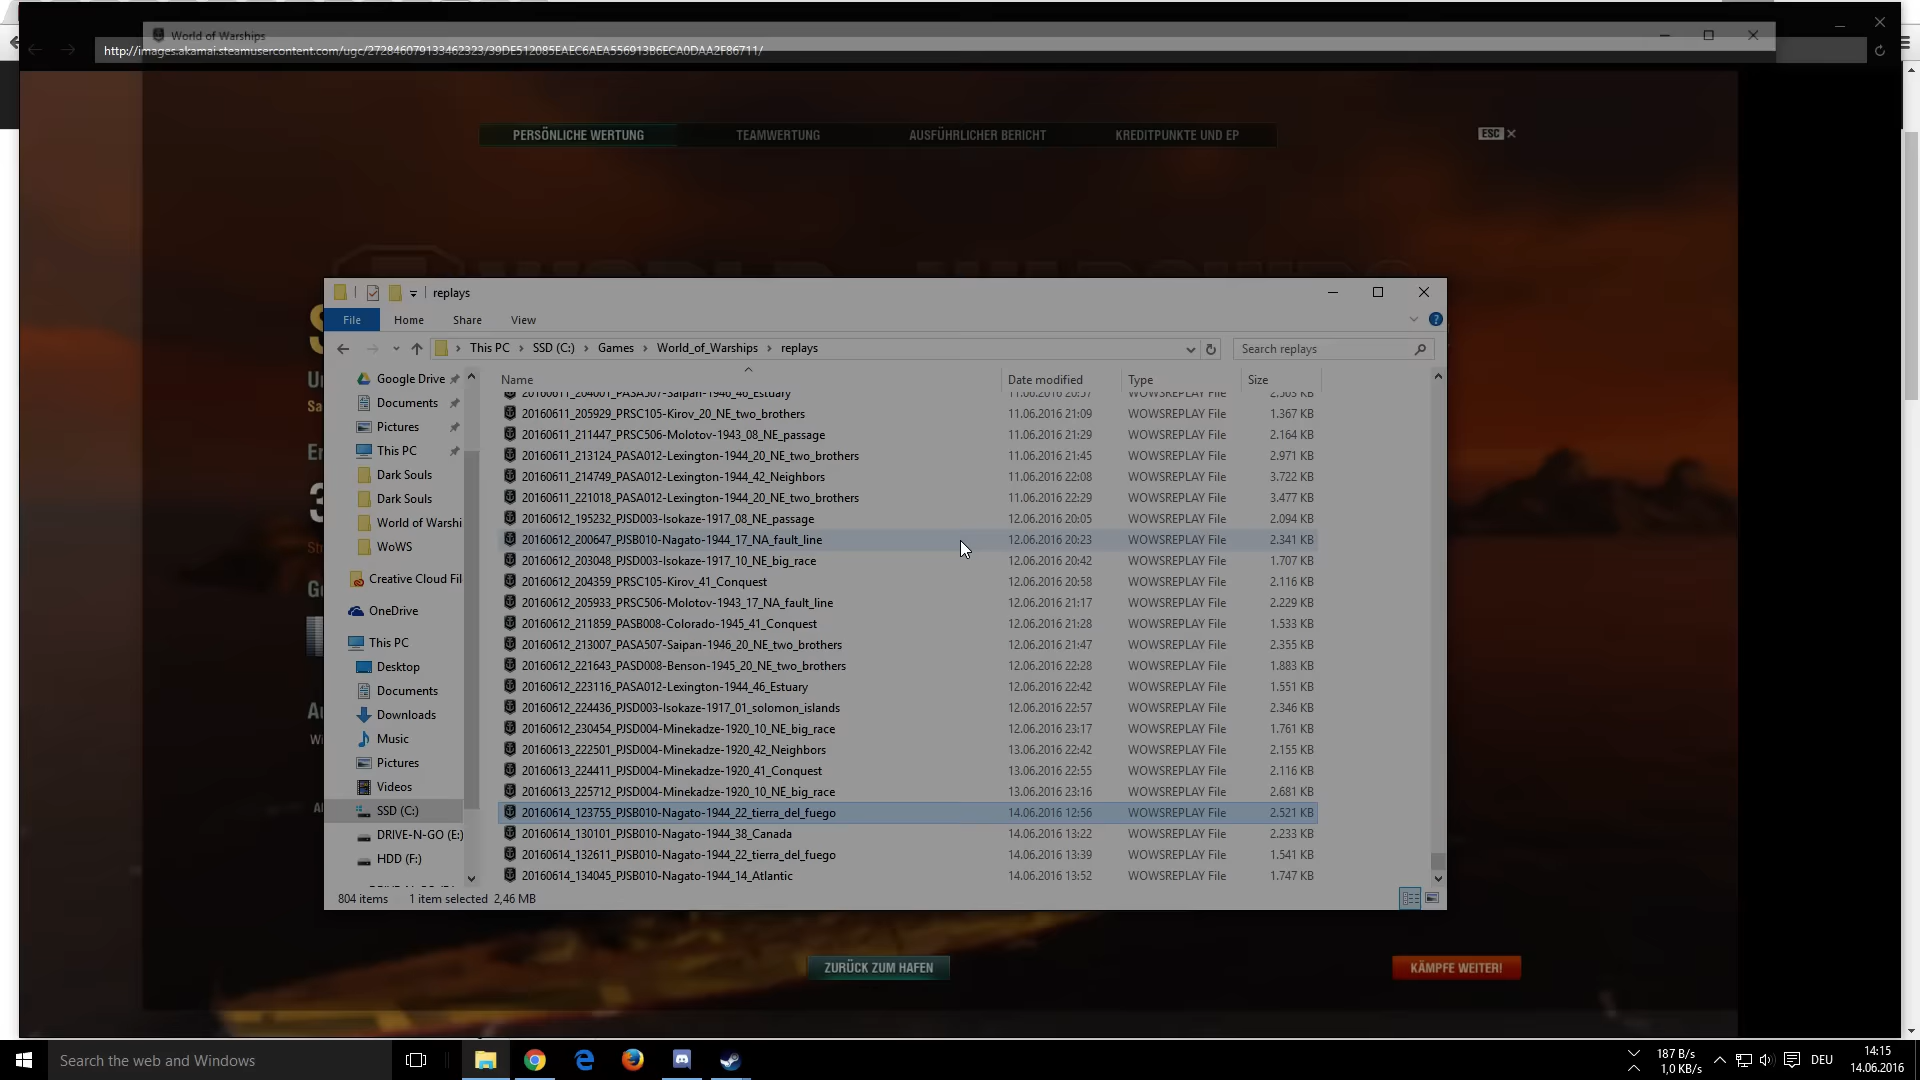 World of Warships
http://images.akamai.steamusercontent.com/ugc/272846079133462323/39DE512085EAEC6AEA556913B6ECA0DAA2F86711/
PERSÖNLICHE WERTUNG TEAMWERTUNG AUSFÜHRLICHER BERICHT KREDITPUNKTE UND EP ESC
replays
File Home Share View
This PC SSD (C:) Games World_of_Warships replays Search replays
Name Date modified Type Size
Google Drive
Documents
Pictures
This PC
Dark Souls
Dark Souls
World of Warshi
WoWS
Creative Cloud Fil
OneDrive
This PC
Desktop
Documents
Downloads
Music
Pictures
Videos
SSD (C:)
DRIVE-N-GO (E:)
HDD (F:)
20160611_204001_PASA507-Saipan-1946_46_Estuary 11.06.2016 20:57 WOWSREPLAY File 2.503 KB
20160611_205929_PRSC105-Kirov_20_NE_two_brothers 11.06.2016 21:09 WOWSREPLAY File 1.367 KB
20160611_211447_PRSC506-Molotov-1943_08_NE_passage 11.06.2016 21:29 WOWSREPLAY File 2.164 KB
20160611_213124_PASA012-Lexington-1944_20_NE_two_brothers 11.06.2016 21:45 WOWSREPLAY File 2.971 KB
20160611_214749_PASA012-Lexington-1944_42_Neighbors 11.06.2016 22:08 WOWSREPLAY File 3.722 KB
20160611_221018_PASA012-Lexington-1944_20_NE_two_brothers 11.06.2016 22:29 WOWSREPLAY File 3.477 KB
20160612_195232_PJSD003-Isokaze-1917_08_NE_passage 12.06.2016 20:05 WOWSREPLAY File 2.094 KB
20160612_200647_PJSB010-Nagato-1944_17_NA_fault_line 12.06.2016 20:23 WOWSREPLAY File 2.341 KB
20160612_203048_PJSD003-Isokaze-1917_10_NE_big_race 12.06.2016 20:42 WOWSREPLAY File 1.707 KB
20160612_204359_PRSC105-Kirov_41_Conquest 12.06.2016 20:58 WOWSREPLAY File 2.116 KB
20160612_205933_PRSC506-Molotov-1943_17_NA_fault_line 12.06.2016 21:17 WOWSREPLAY File 2.229 KB
20160612_211859_PASB008-Colorado-1945_41_Conquest 12.06.2016 21:28 WOWSREPLAY File 1.533 KB
20160612_213007_PASA507-Saipan-1946_20_NE_two_brothers 12.06.2016 21:47 WOWSREPLAY File 2.355 KB
20160612_221643_PASD008-Benson-1945_20_NE_two_brothers 12.06.2016 22:28 WOWSREPLAY File 1.883 KB
20160612_223116_PASA012-Lexington-1944_46_Estuary 12.06.2016 22:42 WOWSREPLAY File 1.551 KB
20160612_224436_PJSD003-Isokaze-1917_01_solomon_islands 12.06.2016 22:57 WOWSREPLAY File 2.346 KB
20160612_230454_PJSD004-Minekadze-1920_10_NE_big_race 12.06.2016 23:17 WOWSREPLAY File 1.761 KB
20160613_222501_PJSD004-Minekadze-1920_42_Neighbors 13.06.2016 22:42 WOWSREPLAY File 2.155 KB
20160613_224411_PJSD004-Minekadze-1920_41_Conquest 13.06.2016 22:55 WOWSREPLAY File 2.116 KB
20160613_225712_PJSD004-Minekadze-1920_10_NE_big_race 13.06.2016 23:16 WOWSREPLAY File 2.681 KB
20160614_123755_PJSB010-Nagato-1944_22_tierra_del_fuego 14.06.2016 12:56 WOWSREPLAY File 2.521 KB
20160614_130101_PJSB010-Nagato-1944_38_Canada 14.06.2016 13:22 WOWSREPLAY File 2.233 KB
20160614_132611_PJSB010-Nagato-1944_22_tierra_del_fuego 14.06.2016 13:39 WOWSREPLAY File 1.541 KB
20160614_134045_PJSB010-Nagato-1944_14_Atlantic 14.06.2016 13:52 WOWSREPLAY File 1.747 KB
804 items 1 item selected 2,46 MB
ZURÜCK ZUM HAFEN KÄMPFE WEITER!
Search the web and Windows
187 B/s
1,0 KB/s
DEU
14:15
14.06.2016